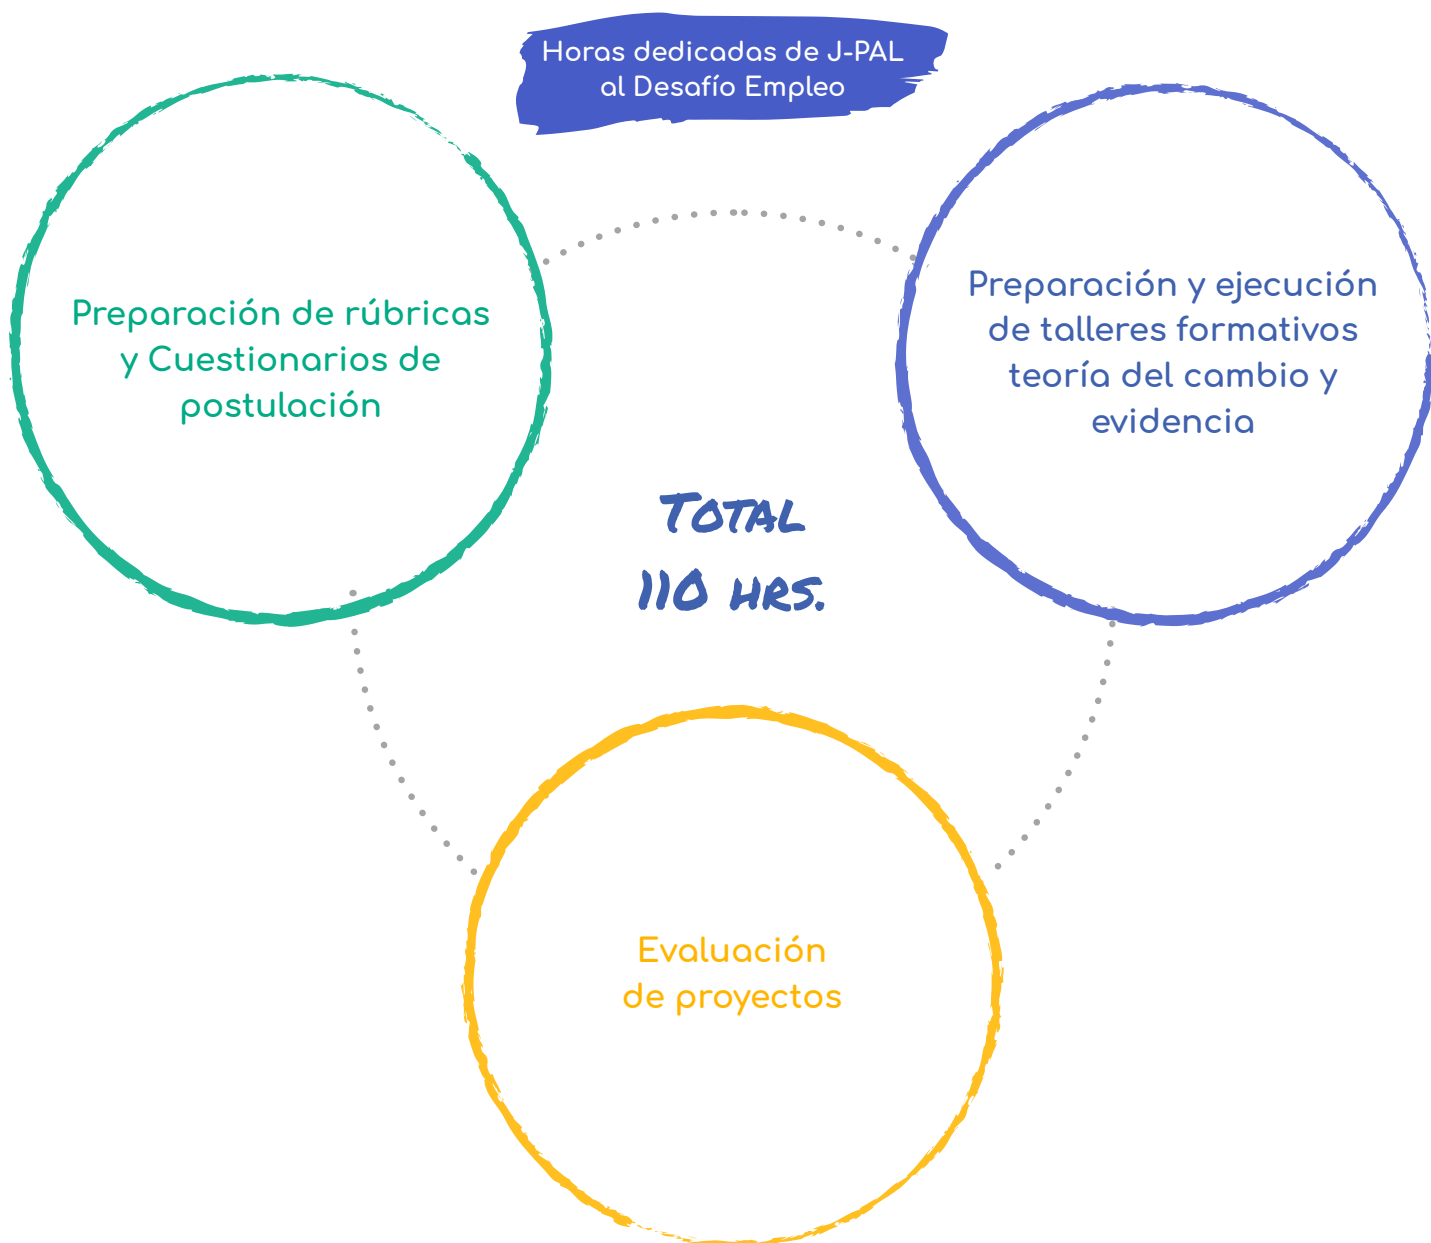 Horas dedicadas de J-PAL
al Desafío Empleo
Preparación de rúbricas
y Cuestionarios de
postulación
Preparación y ejecución
de talleres formativos
teoría del cambio y
evidencia
Total
110 hrs.
Evaluación
de proyectos